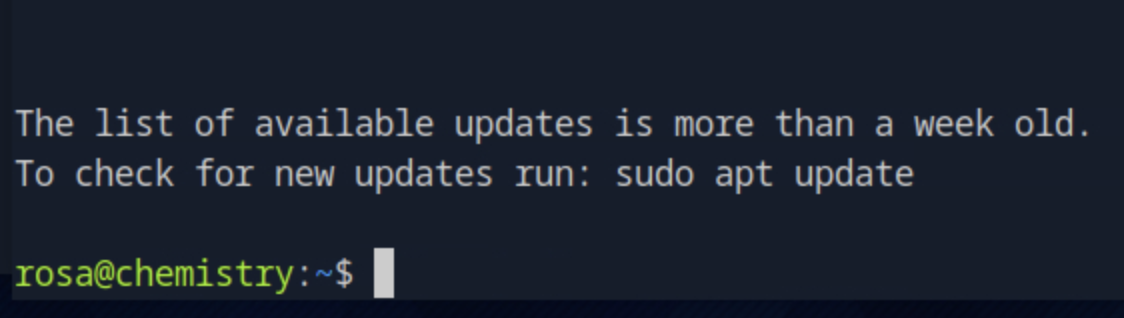 The list of available updates is more than a week old.
To check for new updates run: sudo apt update
rosa@chemistry:~$